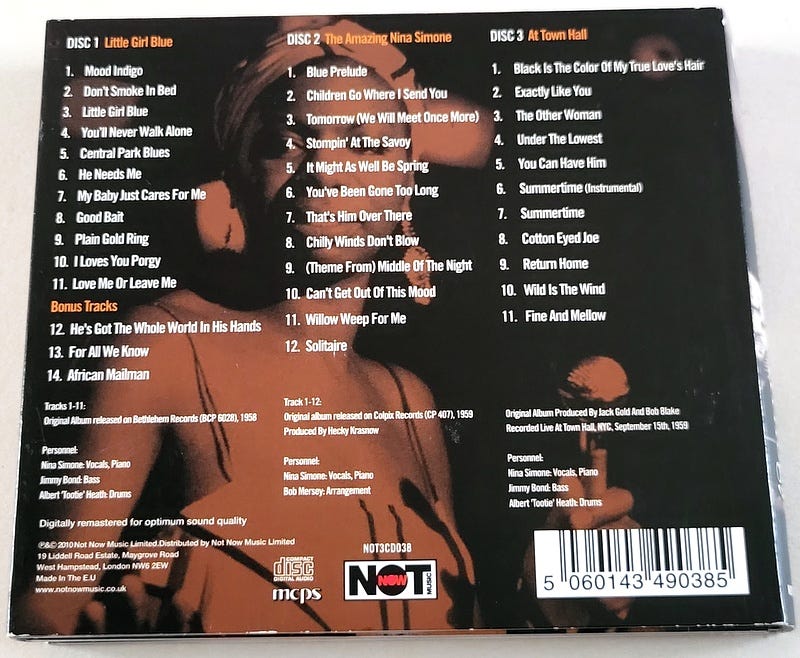 DISC 1 Little Girl Blue
1. Mood Indigo
2. Don't Smoke In Bed
3. Little Girl Blue
4. You'll Never Walk Alone
5. Central Park Blues
6. He Needs Me
7. My Baby Just Cares For Me
8. Good Bait
9. Plain Gold Ring
10. I Loves You Porgy
11. Love Me Or Leave Me
Bonus Tracks
12. He's Got The Whole World In His Hands
13. For All We Know
14. African Mailman
Tracks 1-11:
Original album released on Bethlehem Records (BCP 6028), 1958
Personnel:
Nina Simone: Vocals, Piano
Jimmy Bond: Bass
Albert 'Tootie' Heath: Drums
DISC 2 The Amazing Nina Simone
1. Blue Prelude
2. Children Go Where I Send You
3. Tomorrow (We Will Meet Once More)
4. Stompin' At The Savoy
5. It Might As Well Be Spring
6. You've Been Gone Too Long
7. That's Him Over There
8. Chilly Winds Don't Blow
9. (Theme From) Middle Of The Night
10. Can't Get Out Of This Mood
11. Willow Weep For Me
12. Solitaire
Track 1-12:
Original album released on Colpix Records (CP 407), 1959
Produced By Hecky Krasnow
Personnel:
Nina Simone: Vocals, Piano
Bob Mersey: Arrangement
DISC 3 At Town Hall
1. Black Is The Color Of My True Love's Hair
2. Exactly Like You
3. The Other Woman
4. Under The Lowest
5. You Can Have Him
6. Summertime (Instrumental)
7. Summertime
8. Cotton Eyed Joe
9. Return Home
10. Wild Is The Wind
11. Fine And Mellow
Original Album Produced By Jack Gold And Bob Blake
Recorded Live At Town Hall, NYC, September 15th, 1959
Personnel:
Nina Simone: Vocals, Piano
Jimmy Bond: Bass
Albert 'Tootie' Heath: Drums
Digitally remastered for optimum sound quality
℗&© 2010 Not Now Music Limited. Distributed by Not Now Music Limited
19 Liddell Road Estate, Maygrove Road
West Hampstead, London NW6 2EW
Made In The E.U
www.notnowmusic.co.uk
COMPACT
disc
DIGITAL AUDIO
mcps
NOT3CD038
NOT NOW MUSIC
5 060143 490385